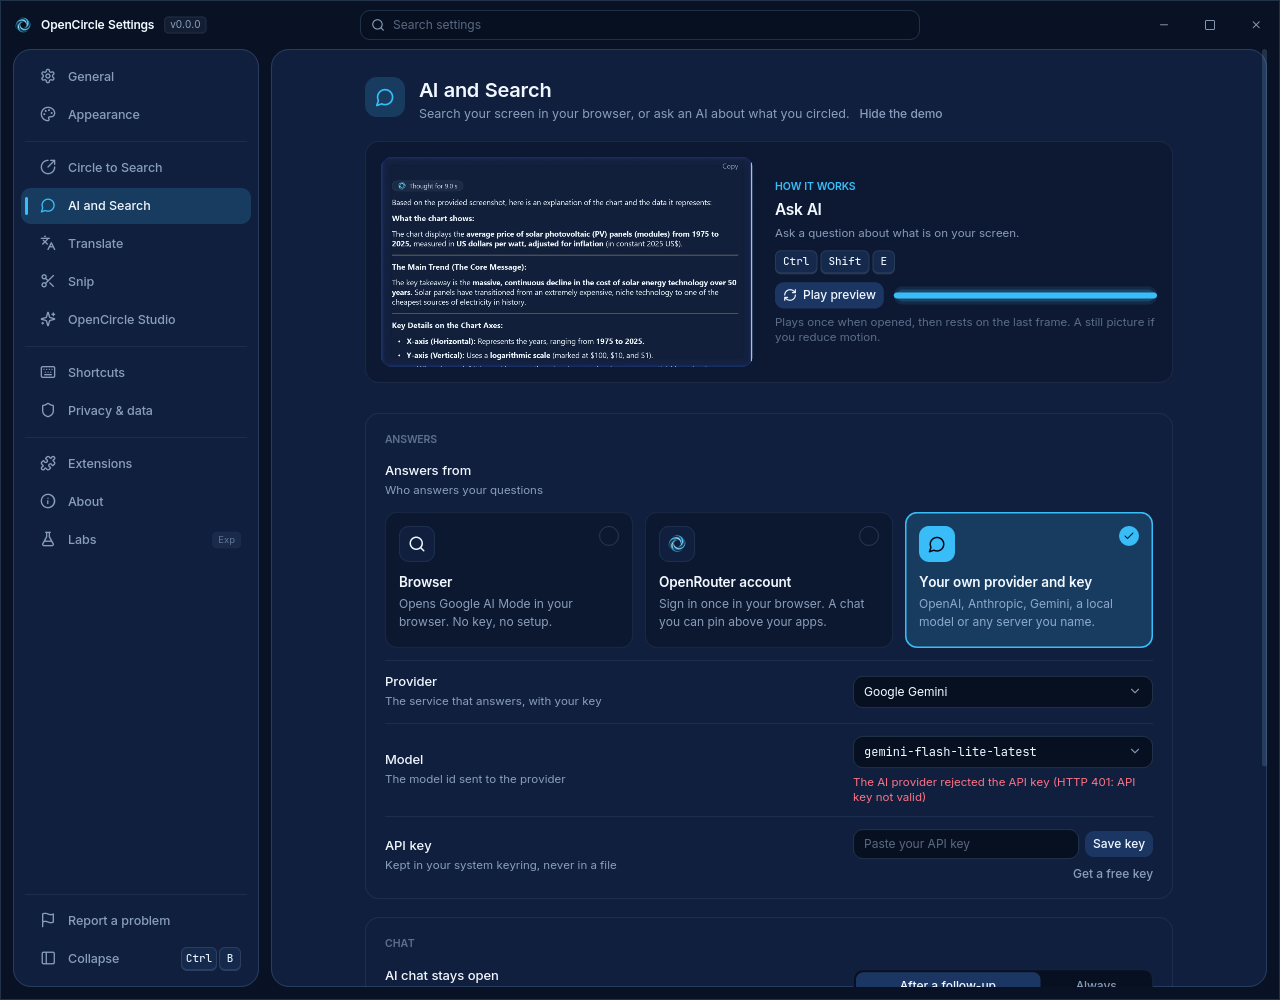 OpenCircle Settings v0.0.0
Search settings
General
Appearance
Circle to Search
AI and Search
Translate
Snip
OpenCircle Studio
Shortcuts
Privacy & data
Extensions
About
Labs Exp
Report a problem
Collapse Ctrl B
AI and Search
Search your screen in your browser, or ask an AI about what you circled. Hide the demo
Copy
Thought for 9.0 s
Based on the provided screenshot, here is an explanation of the chart and the data it represents:
What the chart shows:
The chart displays the average price of solar photovoltaic (PV) panels (modules) from 1975 to
2025, measured in US dollars per watt, adjusted for inflation (in constant 2025 US$).
The Main Trend (The Core Message):
The key takeaway is the massive, continuous decline in the cost of solar energy technology over 50
years. Solar panels have transitioned from an extremely expensive, niche technology to one of the
cheapest sources of electricity in history.
Key Details on the Chart Axes:
• X-axis (Horizontal): Represents the years, ranging from 1975 to 2025.
• Y-axis (Vertical): Uses a logarithmic scale (marked at $100, $10, and $1).
HOW IT WORKS
Ask AI
Ask a question about what is on your screen.
Ctrl Shift E
Play preview
Plays once when opened, then rests on the last frame. A still picture if
you reduce motion.
ANSWERS
Answers from
Who answers your questions
Browser
Opens Google AI Mode in your
browser. No key, no setup.
OpenRouter account
Sign in once in your browser. A chat
you can pin above your apps.
Your own provider and key
OpenAI, Anthropic, Gemini, a local
model or any server you name.
Provider
The service that answers, with your key
Google Gemini
Model
The model id sent to the provider
gemini-flash-lite-latest
The AI provider rejected the API key (HTTP 401: API
key not valid)
API key
Kept in your system keyring, never in a file
Paste your API key
Save key
Get a free key
CHAT
AI chat stays open
After a follow-up Always